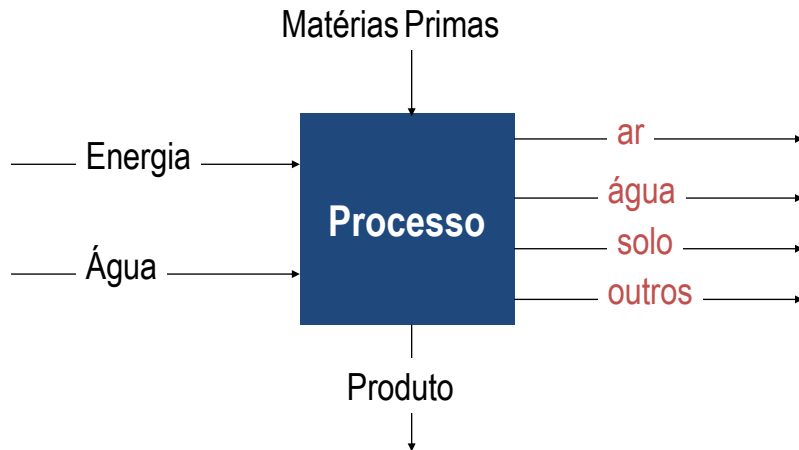 Matérias Primas
Energia
Água
Processo
ar
água
solo
outros
Produto